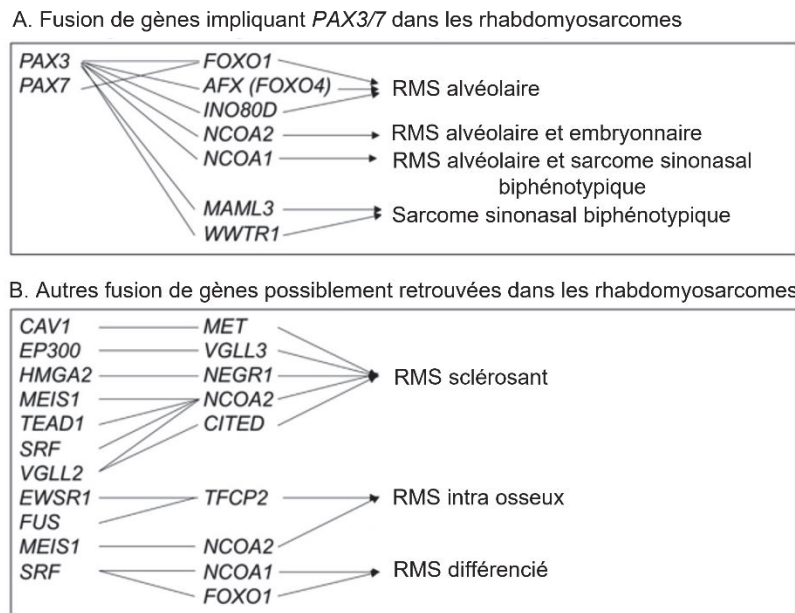 A. Fusion de gènes impliquant PAX3/7 dans les rhabdomyosarcomes
PAX3 FOXO1
PAX7 AFX (FOXO4) RMS alvéolaire
INO80D
NCOA2 RMS alvéolaire et embryonnaire
NCOA1 RMS alvéolaire et sarcome sinonasal
biphénotypique
MAML3 Sarcome sinonasal biphénotypique
WWTR1
B. Autres fusion de gènes possiblement retrouvées dans les rhabdomyosarcomes
CAV1 MET
EP300 VGLL3
HMGA2 NEGR1 RMS sclérosant
MEIS1 NCOA2
TEAD1 CITED
SRF
VGLL2
EWSR1 TFCP2 RMS intra osseux
FUS
MEIS1 NCOA2
SRF NCOA1 RMS différencié
FOXO1